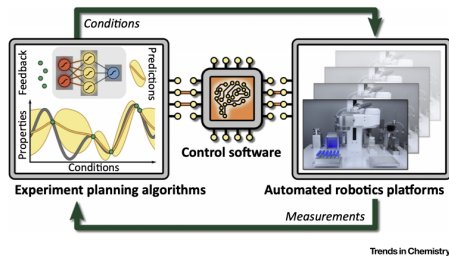 Conditions
Feedback
Predictions
Properties
Conditions
Control software
Experiment planning algorithms
Automated robotics platforms
Measurements
Trends in Chemistry